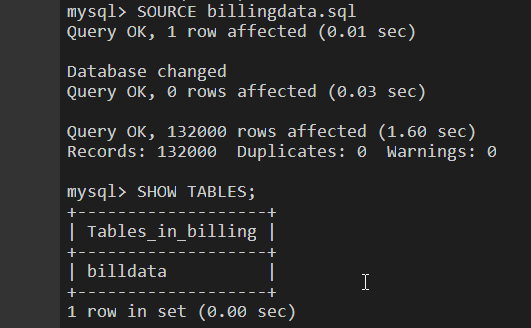 mysql> SOURCE billingdata.sql
Query OK, 1 row affected (0.01 sec)
Database changed
Query OK, 0 rows affected (0.03 sec)
Query OK, 132000 rows affected (1.60 sec)
Records: 132000  Duplicates: 0  Warnings: 0
mysql> SHOW TABLES;
+-------------------+
| Tables_in_billing |
+-------------------+
| billdata          |
+-------------------+
1 row in set (0.00 sec)